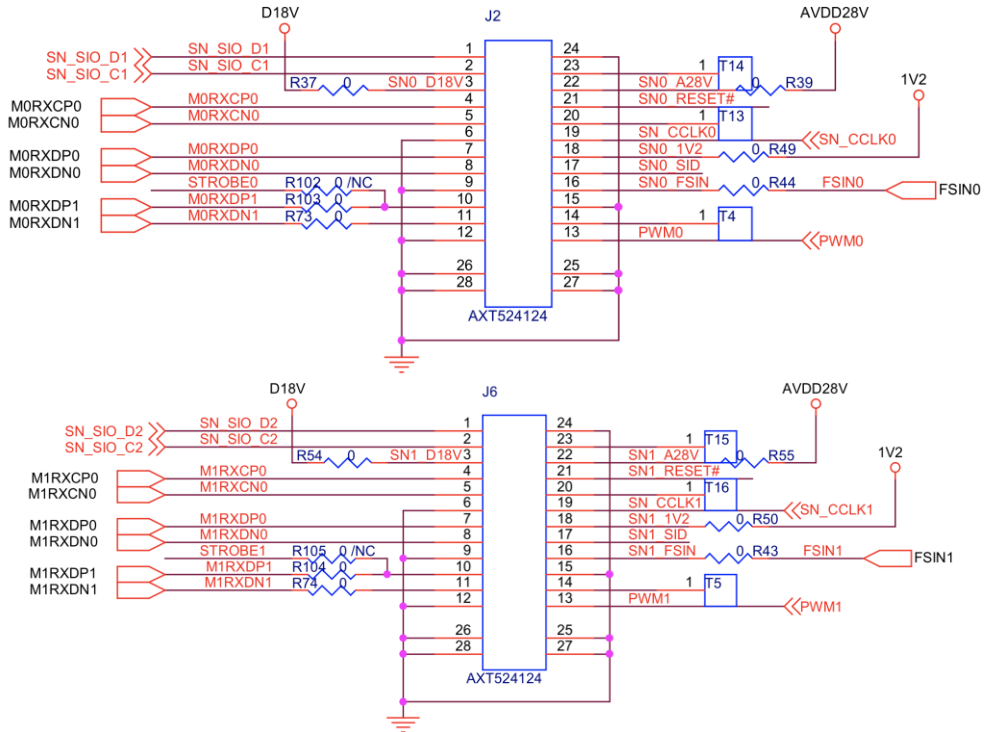 D18V J2 AVDD28V
SN_SIO_D1 SN_SIO_D1 1 24
SN_SIO_C1 SN_SIO_C1 2 23 1 T14
R37 0 SN0_D18V 3 22 SN0_A28V 0 R39 1V2
M0RXCP0 M0RXCP0 4 21 SN0_RESET#
M0RXCN0 M0RXCN0 5 20 1 T13
6 19 SN_CCLK0 SN_CCLK0
M0RXDP0 M0RXDP0 7 18 SN0_1V2 0 R49
M0RXDN0 M0RXDN0 8 17 SN0_SID
STROBE0 R102 0 /NC 9 16 SN0_FSIN 0 R44 FSIN0 FSIN0
M0RXDP1 M0RXDP1 R103 0 10 15
M0RXDN1 M0RXDN1 R73 0 11 14 1 T4
12 13 PWM0 PWM0
26 25
28 27
AXT524124
D18V J6 AVDD28V
SN_SIO_D2 SN_SIO_D2 1 24
SN_SIO_C2 SN_SIO_C2 2 23 1 T15
R54 0 SN1_D18V 3 22 SN1_A28V 0 R55 1V2
M1RXCP0 M1RXCP0 4 21 SN1_RESET#
M1RXCN0 M1RXCN0 5 20 1 T16
6 19 SN_CCLK1 SN_CCLK1
M1RXDP0 M1RXDP0 7 18 SN1_1V2 0 R50
M1RXDN0 M1RXDN0 8 17 SN1_SID
STROBE1 R105 0 /NC 9 16 SN1_FSIN 0 R43 FSIN1 FSIN1
M1RXDP1 M1RXDP1 R104 0 10 15
M1RXDN1 M1RXDN1 R74 0 11 14 1 T5
12 13 PWM1 PWM1
26 25
28 27
AXT524124